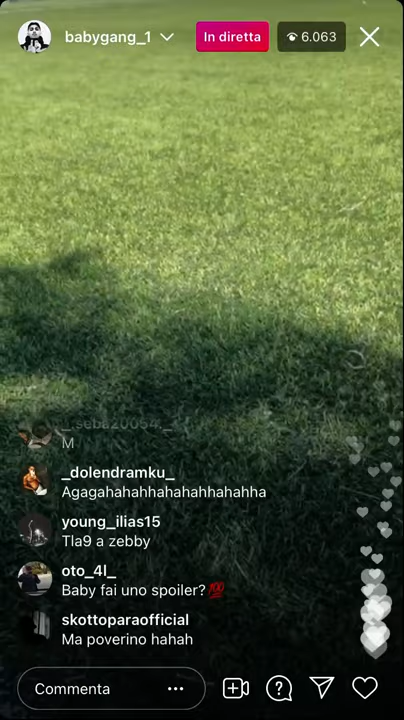 babygang_1
In diretta
6.063
_.seba20054._
M
_dolendramku_
Agagahahahhahahahhahahha
young_ilias15
Tla9 a zebby
oto_4l_
Baby fai uno spoiler? 💯
skottoparaofficial
Ma poverino hahah
Commenta